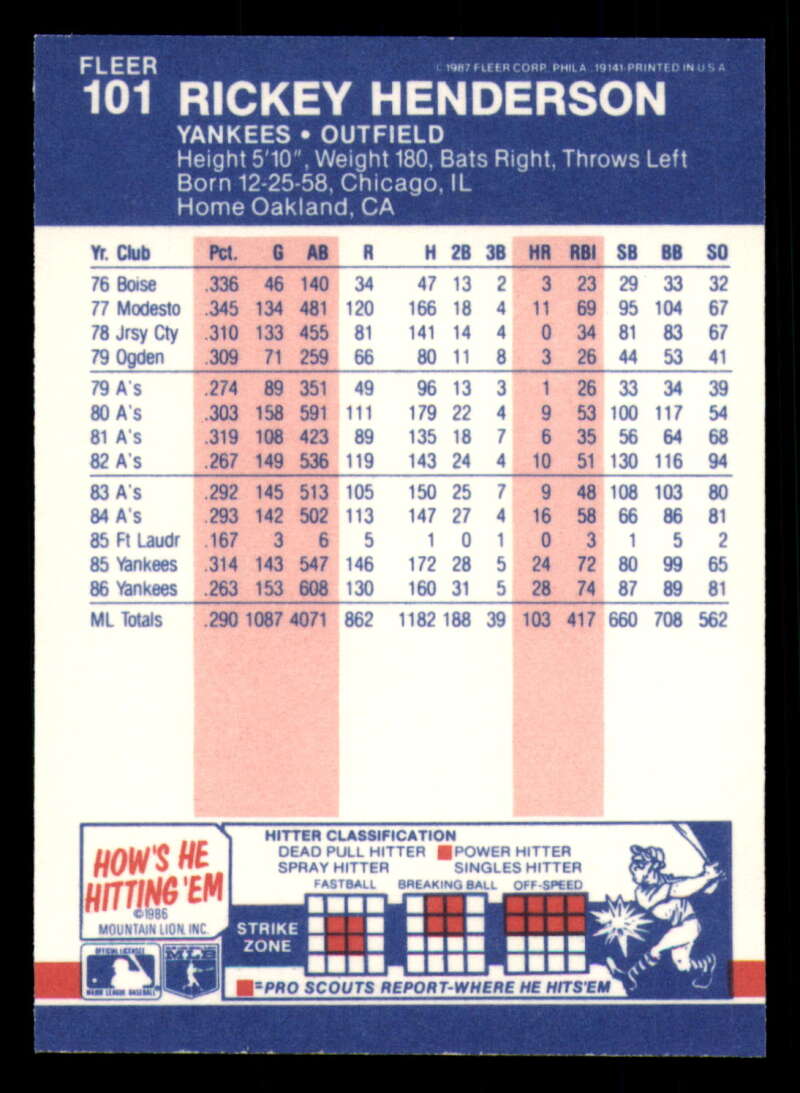 FLEER
© 1987 FLEER CORP., PHILA., 19141-PRINTED IN U S A
101 RICKEY HENDERSON
YANKEES • OUTFIELD
Height 5'10", Weight 180, Bats Right, Throws Left
Born 12-25-58, Chicago, IL
Home Oakland, CA
Yr. Club Pct. G AB R H 2B 3B HR RBI SB BB SO
76 Boise .336 46 140 34 47 13 2 3 23 29 33 32
77 Modesto .345 134 481 120 166 18 4 11 69 95 104 67
78 Jrsy Cty .310 133 455 81 141 14 4 0 34 81 83 67
79 Ogden .309 71 259 66 80 11 8 3 26 44 53 41
79 A's .274 89 351 49 96 13 3 1 26 33 34 39
80 A's .303 158 591 111 179 22 4 9 53 100 117 54
81 A's .319 108 423 89 135 18 7 6 35 56 64 68
82 A's .267 149 536 119 143 24 4 10 51 130 116 94
83 A's .292 145 513 105 150 25 7 9 48 108 103 80
84 A's .293 142 502 113 147 27 4 16 58 66 86 81
85 Ft Laudr .167 3 6 5 1 0 1 0 3 1 5 2
85 Yankees .314 143 547 146 172 28 5 24 72 80 99 65
86 Yankees .263 153 608 130 160 31 5 28 74 87 89 81
ML Totals .290 1087 4071 862 1182 188 39 103 417 660 708 562
HOW'S HE
HITTING 'EM
©1986
MOUNTAIN LION, INC.
HITTER CLASSIFICATION
DEAD PULL HITTER POWER HITTER
SPRAY HITTER SINGLES HITTER
FASTBALL BREAKING BALL OFF-SPEED
STRIKE
ZONE
OFFICIAL LICENSEE
MAJOR LEAGUE BASEBALL
MLB
=PRO SCOUTS REPORT-WHERE HE HITS'EM